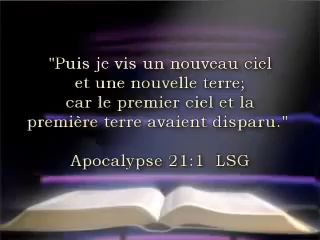 "Puis je vis un nouveau ciel
et une nouvelle terre;
car le premier ciel et la
première terre avaient disparu."
Apocalypse 21:1 LSG